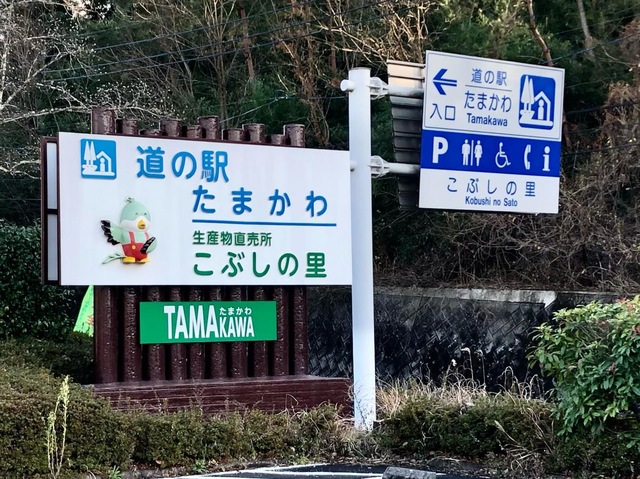 道の駅
たまかわ
生産物直売所
こぶしの里
たまかわ
TAMAKAWA
道の駅
たまかわ
入口
Tamakawa
P i
こぶしの里
Kobushi no Sato